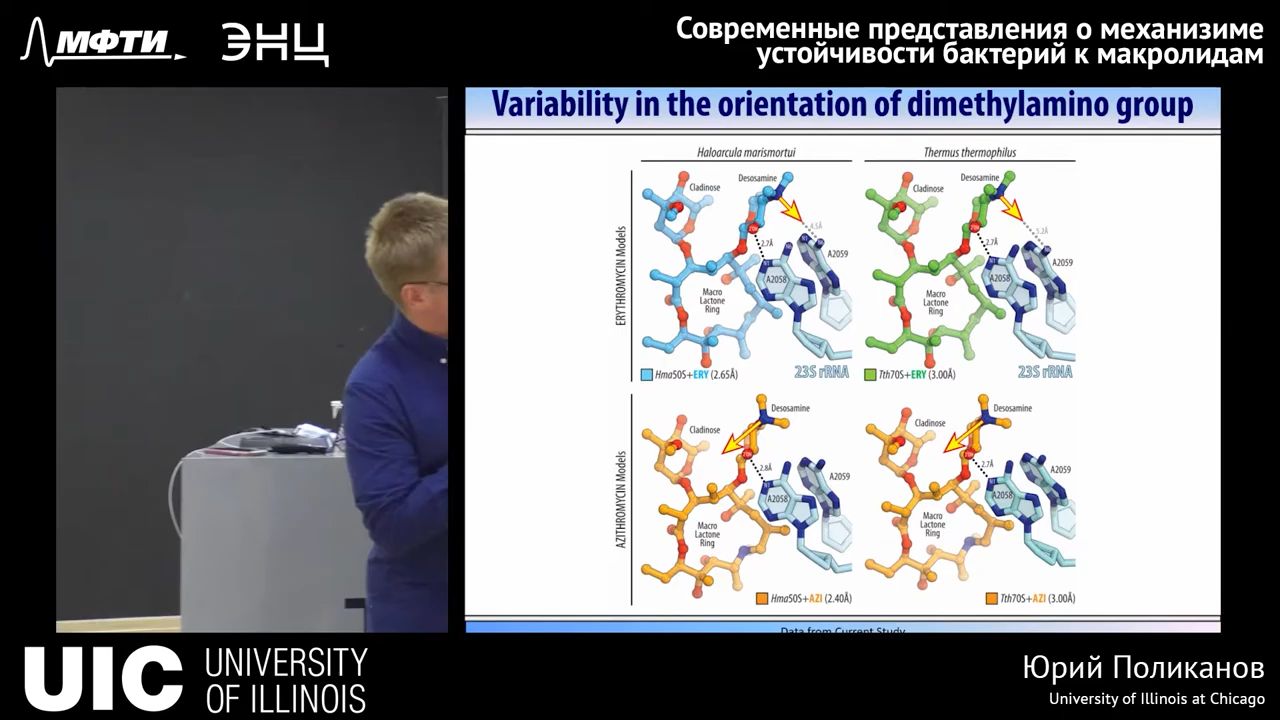 МФТИ
ЭНЦ
Современные представления о механизиме
устойчивости бактерий к макролидам
Variability in the orientation of dimethylamino group
Haloarcula marismortui
Thermus thermophilus
ERYTHROMYCIN Models
Cladinose
Desosamine
4.5Å
2.7Å
A2059
A2058
Macro
Lactone
Ring
Hma50S+ERY (2.65Å)
23S rRNA
Cladinose
Desosamine
2.7Å
A2059
A2058
Macro
Lactone
Ring
Tth70S+ERY (3.00Å)
23S rRNA
AZITHROMYCIN Models
Cladinose
Desosamine
2.8Å
A2059
A2058
Macro
Lactone
Ring
Hma50S+AZI (2.40Å)
Cladinose
Desosamine
2.7Å
A2059
A2058
Macro
Lactone
Ring
Tth70S+AZI (3.00Å)
Data from Current Study
UIC
UNIVERSITY
OF ILLINOIS
Юрий Поликанов
University of Illinois at Chicago